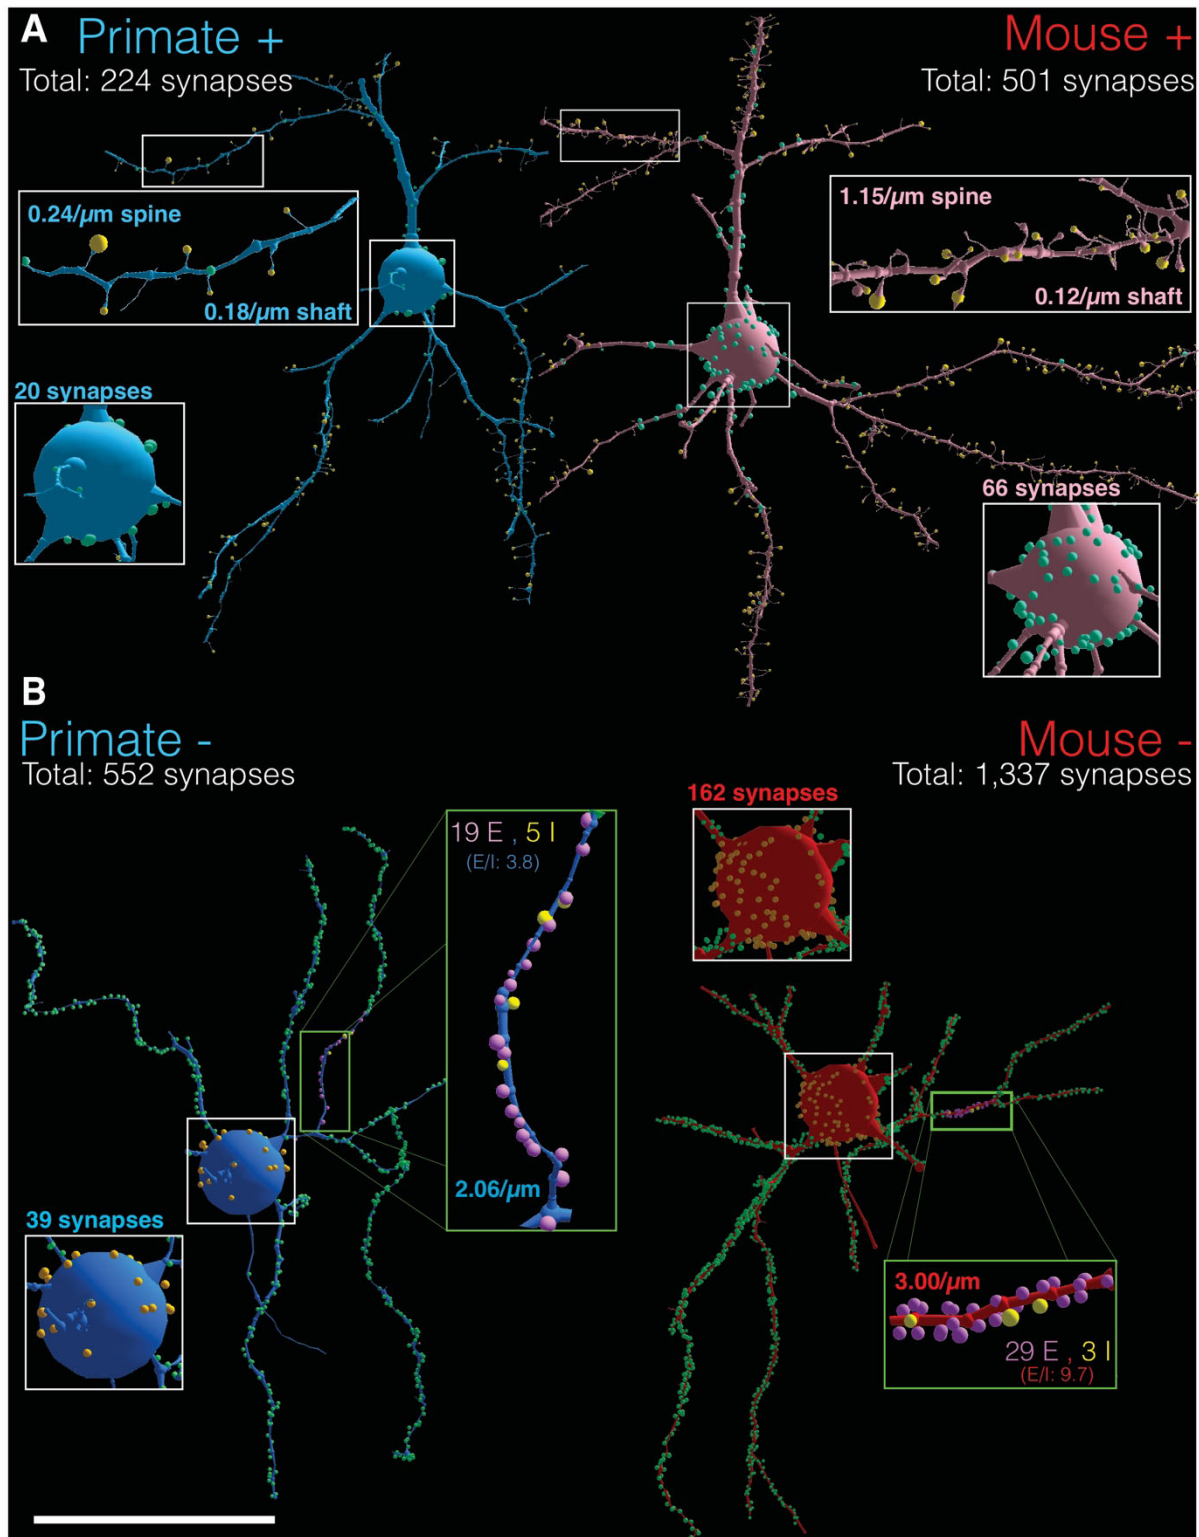 A Primate + Mouse +
Total: 224 synapses Total: 501 synapses
0.24/µm spine
0.18/µm shaft
1.15/µm spine
0.12/µm shaft
20 synapses
66 synapses
B
Primate - Mouse -
Total: 552 synapses Total: 1,337 synapses
162 synapses
19 E , 5 I
(E/I: 3.8)
2.06/µm
39 synapses
3.00/µm
29 E , 3 I
(E/I: 9.7)